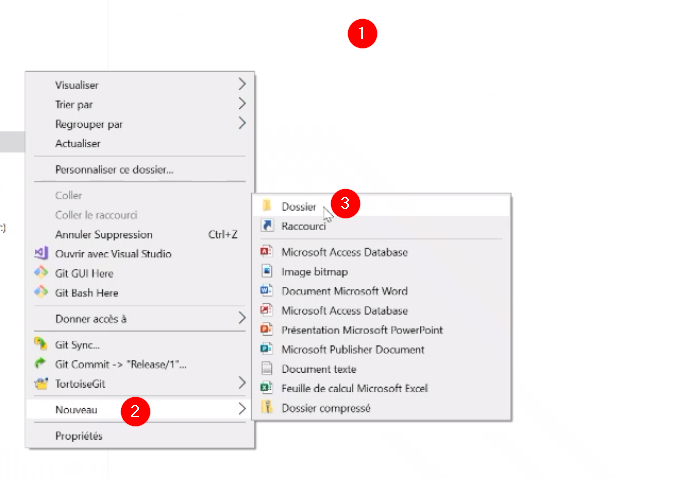 1
Visualiser
Trier par
Regrouper par
Actualiser
Personnaliser ce dossier...
Coller
Coller le raccourci
Annuler Suppression Ctrl+Z
Ouvrir avec Visual Studio
Git GUI Here
Git Bash Here
Donner accès à
Git Sync...
Git Commit -> "Release/1"...
TortoiseGit
Nouveau 2
Propriétés
Dossier 3
Raccourci
Microsoft Access Database
Image bitmap
Document Microsoft Word
Microsoft Access Database
Présentation Microsoft PowerPoint
Microsoft Publisher Document
Document texte
Feuille de calcul Microsoft Excel
Dossier compressé
:)